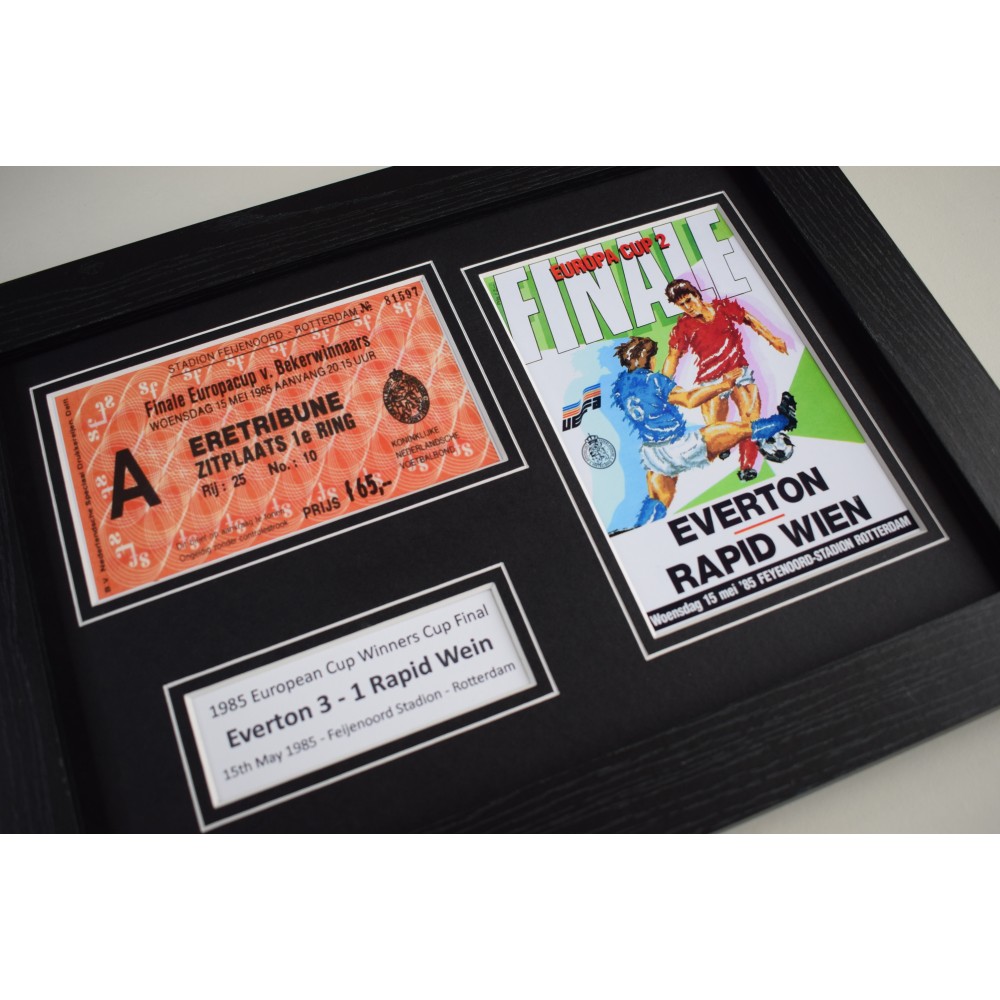 STADION FEIJENOORD - ROTTERDAM № 81597
Finale Europacup v. Bekerwinnaars
WOENSDAG 15 MEI 1985 AANVANG 20.15 UUR
A
ERETRIBUNE
ZITPLAATS 1e RING
Rij: 25 No.: 10
PRIJS f 65,-
KONINKLIJKE
NEDERLANDSCHE
VOETBALBOND
FINALE
EUROPA CUP 2
6
UEFA
EVERTON
RAPID WIEN
Woensdag 15 mei '85 FEYENOORD-STADION ROTTERDAM
1985 European Cup Winners Cup Final
Everton 3 - 1 Rapid Wein
15th May 1985 - Feijenoord Stadion - Rotterdam